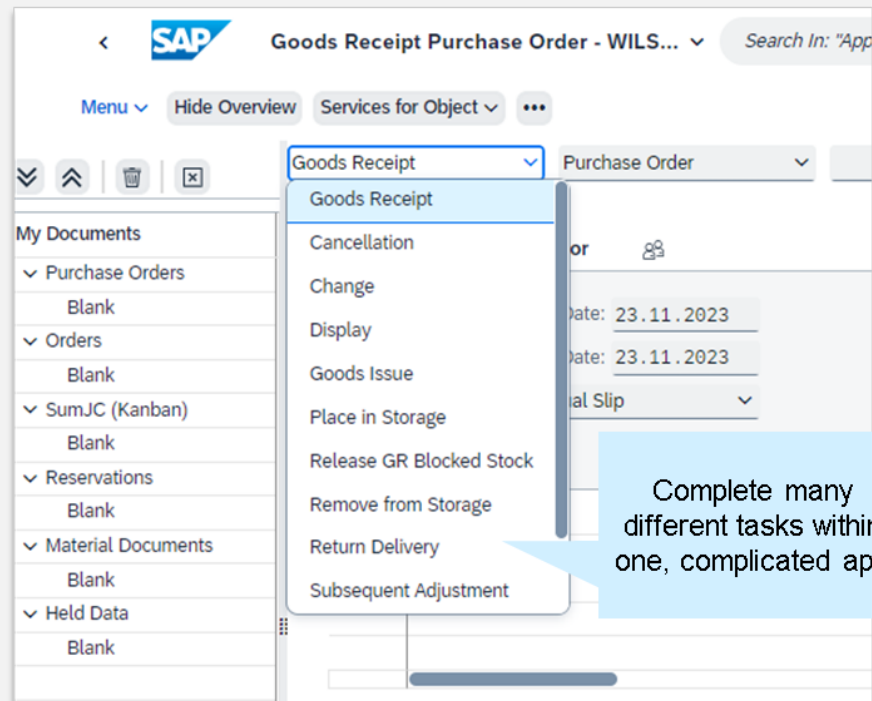 SAP
Goods Receipt Purchase Order - WILS...
Search In: "App
Menu
Hide Overview
Services for Object
Goods Receipt
Purchase Order
My Documents
Purchase Orders
Blank
Orders
Blank
SumJC (Kanban)
Blank
Reservations
Blank
Material Documents
Blank
Held Data
Blank
Goods Receipt
Cancellation
Change
Display
Goods Issue
Place in Storage
Release GR Blocked Stock
Remove from Storage
Return Delivery
Subsequent Adjustment
or
Date: 23.11.2023
Date: 23.11.2023
ual Slip
Complete many
different tasks within
one, complicated ap